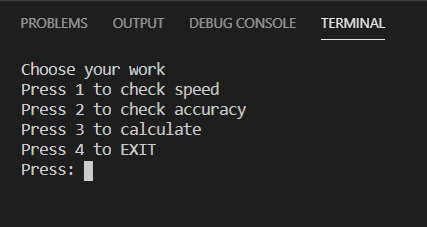 PROBLEMS OUTPUT DEBUG CONSOLE TERMINAL
Choose your work
Press 1 to check speed
Press 2 to check accuracy
Press 3 to calculate
Press 4 to EXIT
Press: